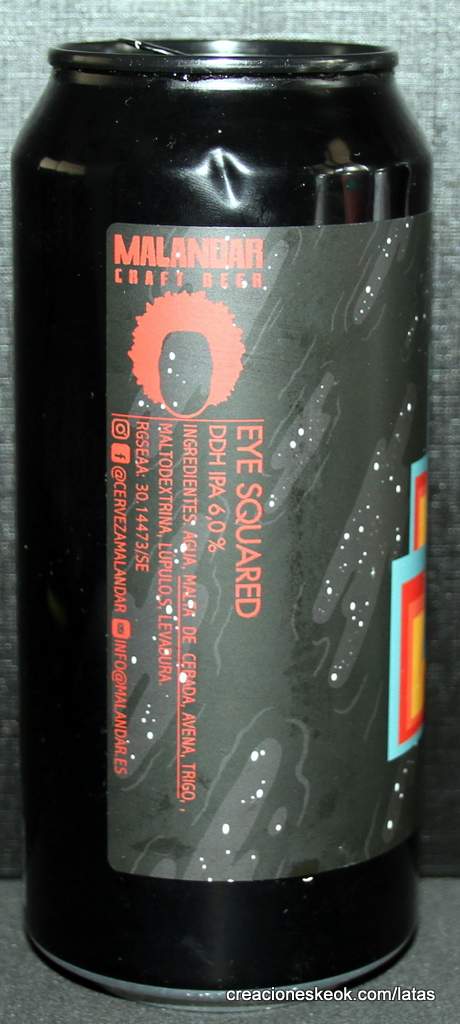 MALANDAR
CRAFT BEER
EYE SQUARED
DDH IPA 6,0 %
INGREDIENTES: AGUA, MALTA DE CEBADA, AVENA, TRIGO, ,
MALTODEXTRINA, LÚPULOS, LEVADURA.
RGSEAA: 30,14473/SE
@CERVEZAMALANDAR INFO@MALANDAR.ES
creacioneskeok.com/latas